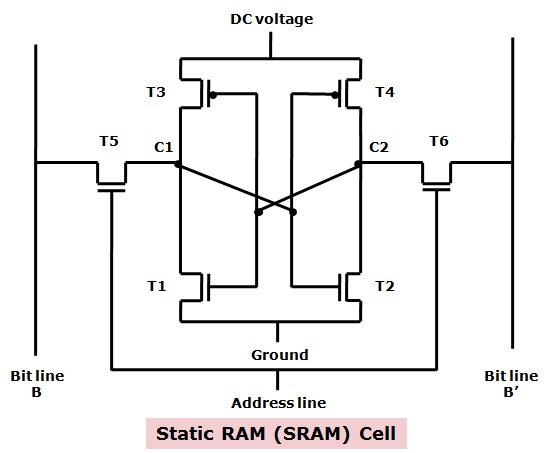 DC voltage
T3
T4
T5
C1
C2
T6
T1
T2
Ground
Bit line
B
Bit line
B’
Address line
Static RAM (SRAM) Cell